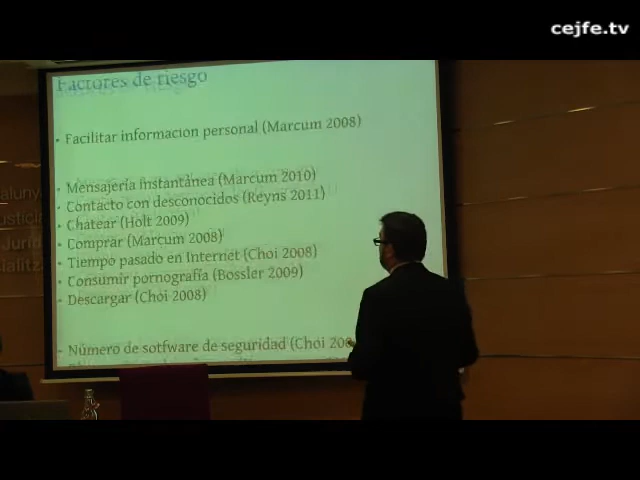 cejfe.tv
Factores de riesgo
• Facilitar informacion personal (Marcum 2008)
• Mensajería instantánea (Marcum 2010)
• Contacto con desconocidos (Reyns 2011)
• Chatear (Holt 2009)
• Comprar (Marcum 2008)
• Tiempo pasado en Internet (Choi 2008)
• Consumir pornografía (Bossler 2009)
• Descargar (Choi 2008)
- Número de sotfware de seguridad (Choi